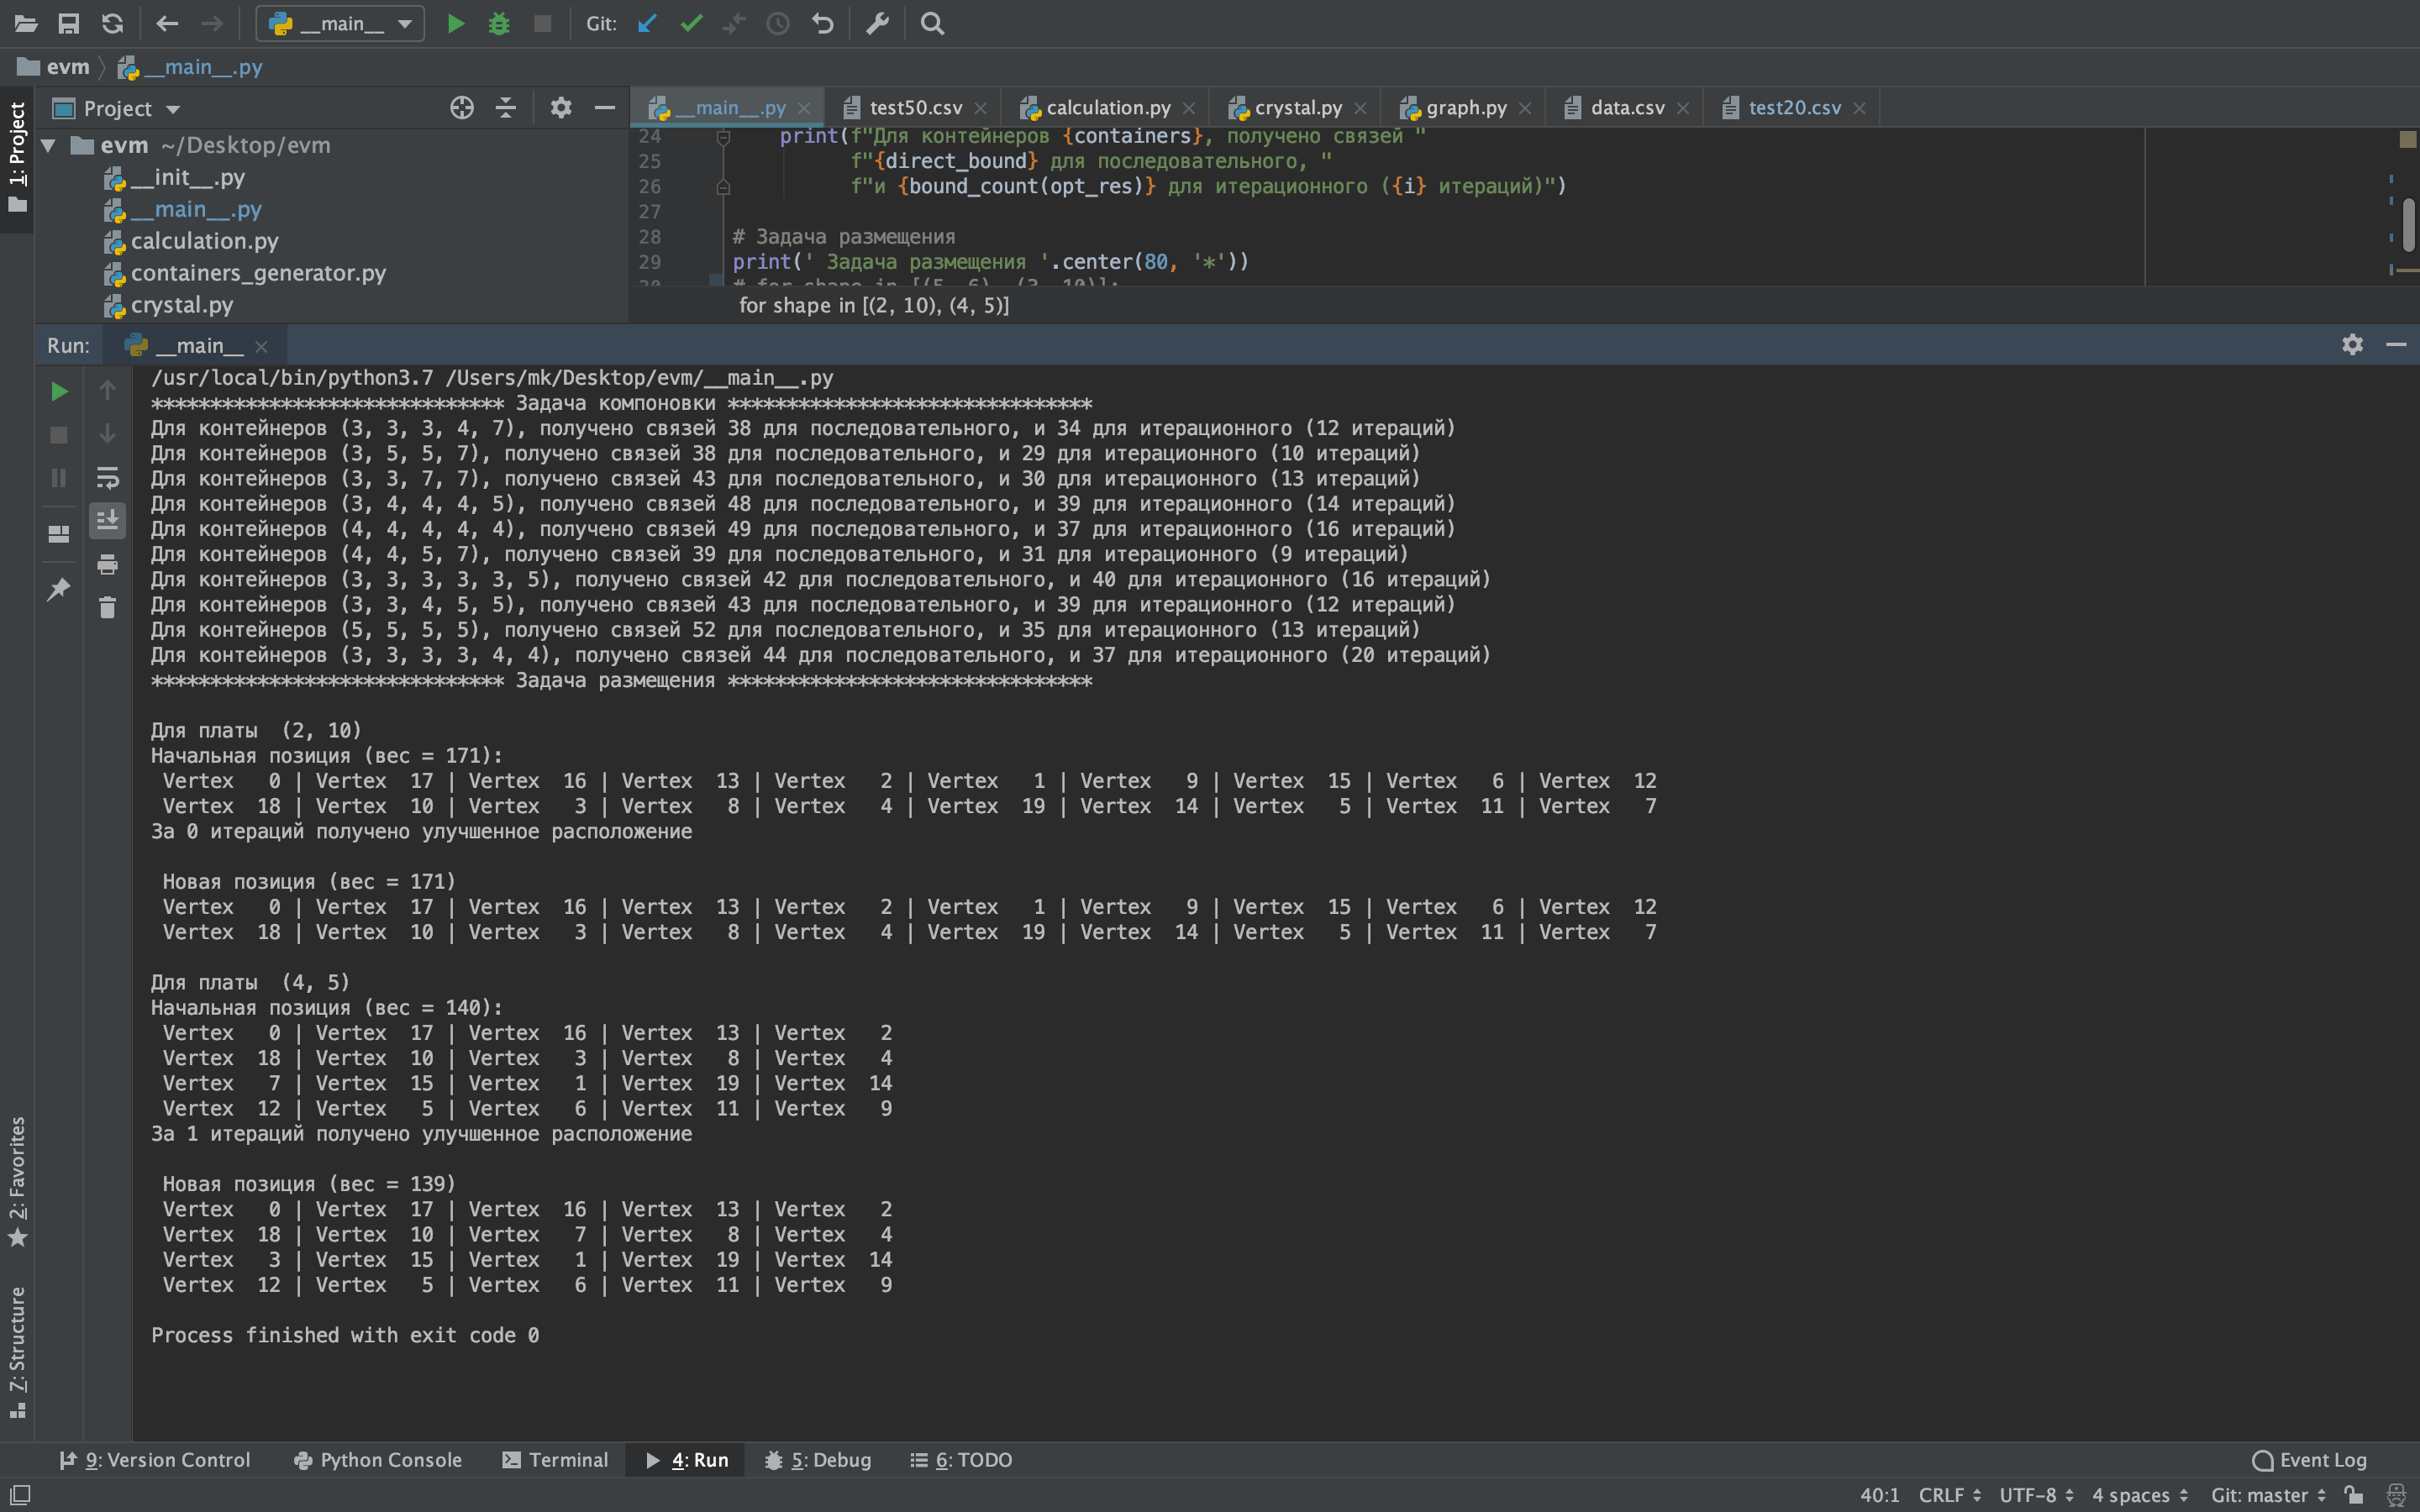 __main__
Git:
evm
__main__.py
1: Project
Project
__main__.py
test50.csv
calculation.py
crystal.py
graph.py
data.csv
test20.csv
evm ~/Desktop/evm
__init__.py
__main__.py
calculation.py
containers_generator.py
crystal.py
24 print(f"Для контейнеров {containers}, получено связей "
25 f"{direct_bound} для последовательного, "
26 f"и {bound_count(opt_res)} для итерационного ({i} итераций)")
27
28 # Задача размещения
29 print(' Задача размещения '.center(80, '*'))
30 # for shape in [(5, 6), (3, 10)]:
for shape in [(2, 10), (4, 5)]
Run: __main__
/usr/local/bin/python3.7 /Users/mk/Desktop/evm/__main__.py
****************************** Задача компоновки *******************************
Для контейнеров (3, 3, 3, 4, 7), получено связей 38 для последовательного, и 34 для итерационного (12 итераций)
Для контейнеров (3, 5, 5, 7), получено связей 38 для последовательного, и 29 для итерационного (10 итераций)
Для контейнеров (3, 3, 7, 7), получено связей 43 для последовательного, и 30 для итерационного (13 итераций)
Для контейнеров (3, 4, 4, 4, 5), получено связей 48 для последовательного, и 39 для итерационного (14 итераций)
Для контейнеров (4, 4, 4, 4, 4), получено связей 49 для последовательного, и 37 для итерационного (16 итераций)
Для контейнеров (4, 4, 5, 7), получено связей 39 для последовательного, и 31 для итерационного (9 итераций)
Для контейнеров (3, 3, 3, 3, 3, 5), получено связей 42 для последовательного, и 40 для итерационного (16 итераций)
Для контейнеров (3, 3, 4, 5, 5), получено связей 43 для последовательного, и 39 для итерационного (12 итераций)
Для контейнеров (5, 5, 5, 5), получено связей 52 для последовательного, и 35 для итерационного (13 итераций)
Для контейнеров (3, 3, 3, 3, 4, 4), получено связей 44 для последовательного, и 37 для итерационного (20 итераций)
****************************** Задача размещения *******************************
Для платы  (2, 10)
Начальная позиция (вес = 171):
Vertex   0 | Vertex  17 | Vertex  16 | Vertex  13 | Vertex   2 | Vertex   1 | Vertex   9 | Vertex  15 | Vertex   6 | Vertex  12
Vertex  18 | Vertex  10 | Vertex   3 | Vertex   8 | Vertex   4 | Vertex  19 | Vertex  14 | Vertex   5 | Vertex  11 | Vertex   7
За 0 итераций получено улучшенное расположение
Новая позиция (вес = 171)
Vertex   0 | Vertex  17 | Vertex  16 | Vertex  13 | Vertex   2 | Vertex   1 | Vertex   9 | Vertex  15 | Vertex   6 | Vertex  12
Vertex  18 | Vertex  10 | Vertex   3 | Vertex   8 | Vertex   4 | Vertex  19 | Vertex  14 | Vertex   5 | Vertex  11 | Vertex   7
Для платы  (4, 5)
Начальная позиция (вес = 140):
Vertex   0 | Vertex  17 | Vertex  16 | Vertex  13 | Vertex   2
Vertex  18 | Vertex  10 | Vertex   3 | Vertex   8 | Vertex   4
Vertex   7 | Vertex  15 | Vertex   1 | Vertex  19 | Vertex  14
Vertex  12 | Vertex   5 | Vertex   6 | Vertex  11 | Vertex   9
За 1 итераций получено улучшенное расположение
Новая позиция (вес = 139)
Vertex   0 | Vertex  17 | Vertex  16 | Vertex  13 | Vertex   2
Vertex  18 | Vertex  10 | Vertex   7 | Vertex   8 | Vertex   4
Vertex   3 | Vertex  15 | Vertex   1 | Vertex  19 | Vertex  14
Vertex  12 | Vertex   5 | Vertex   6 | Vertex  11 | Vertex   9
Process finished with exit code 0
2: Favorites
7: Structure
9: Version Control
Python Console
Terminal
4: Run
5: Debug
6: TODO
Event Log
40:1 CRLF UTF-8 4 spaces Git: master